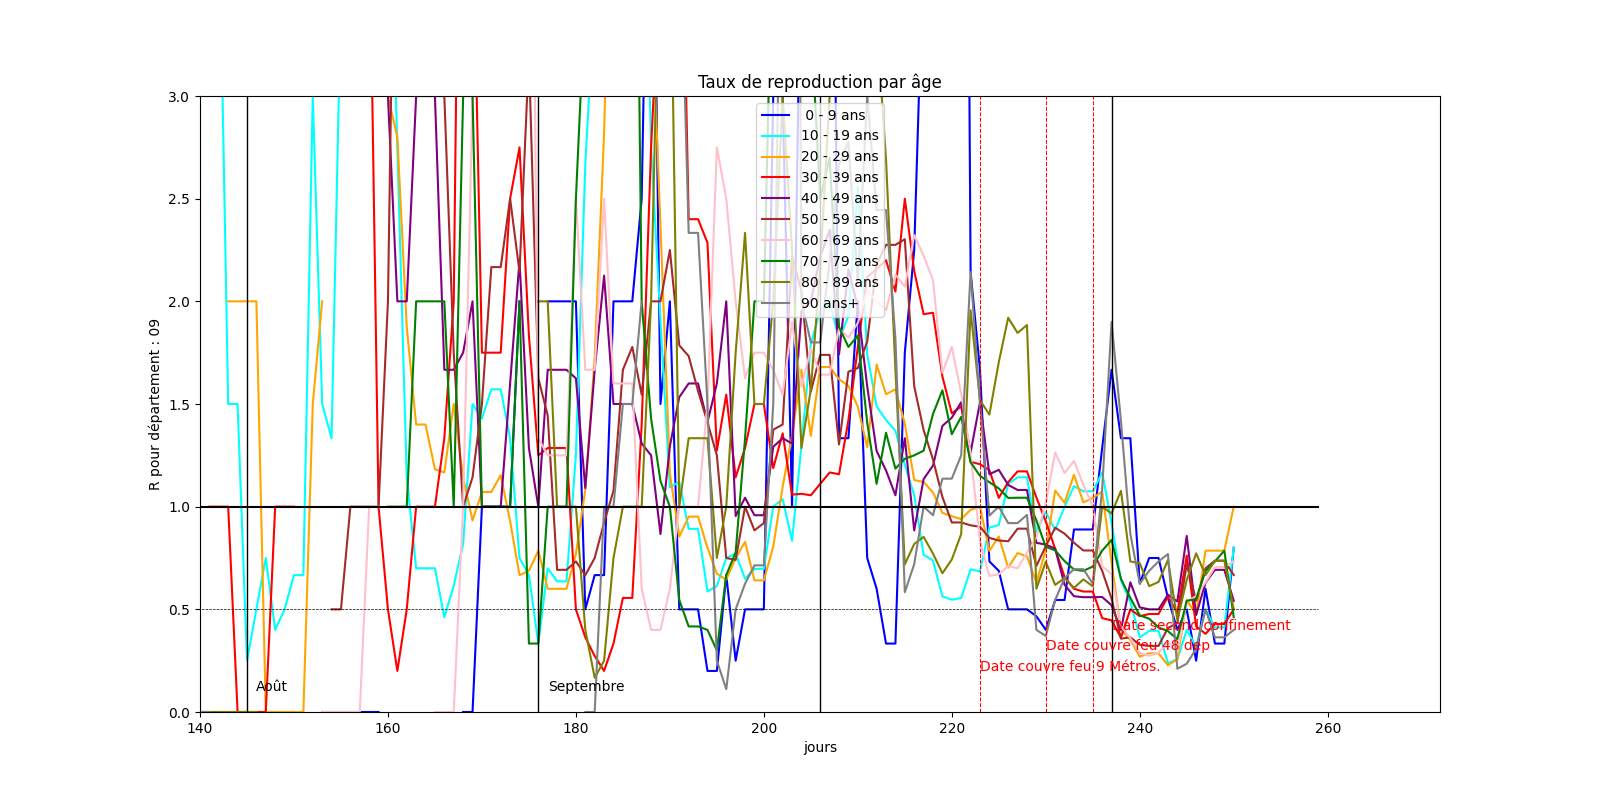 Taux de reproduction par âge
3.0
2.5
2.0
1.5
1.0
0.5
0.0
R pour département : 09
0 - 9 ans
10 - 19 ans
20 - 29 ans
30 - 39 ans
40 - 49 ans
50 - 59 ans
60 - 69 ans
70 - 79 ans
80 - 89 ans
90 ans+
Date second confinement
Date couvre feu 48 dep
Date couvre feu 9 Métros.
Août
Septembre
140
160
180
200
220
240
260
jours